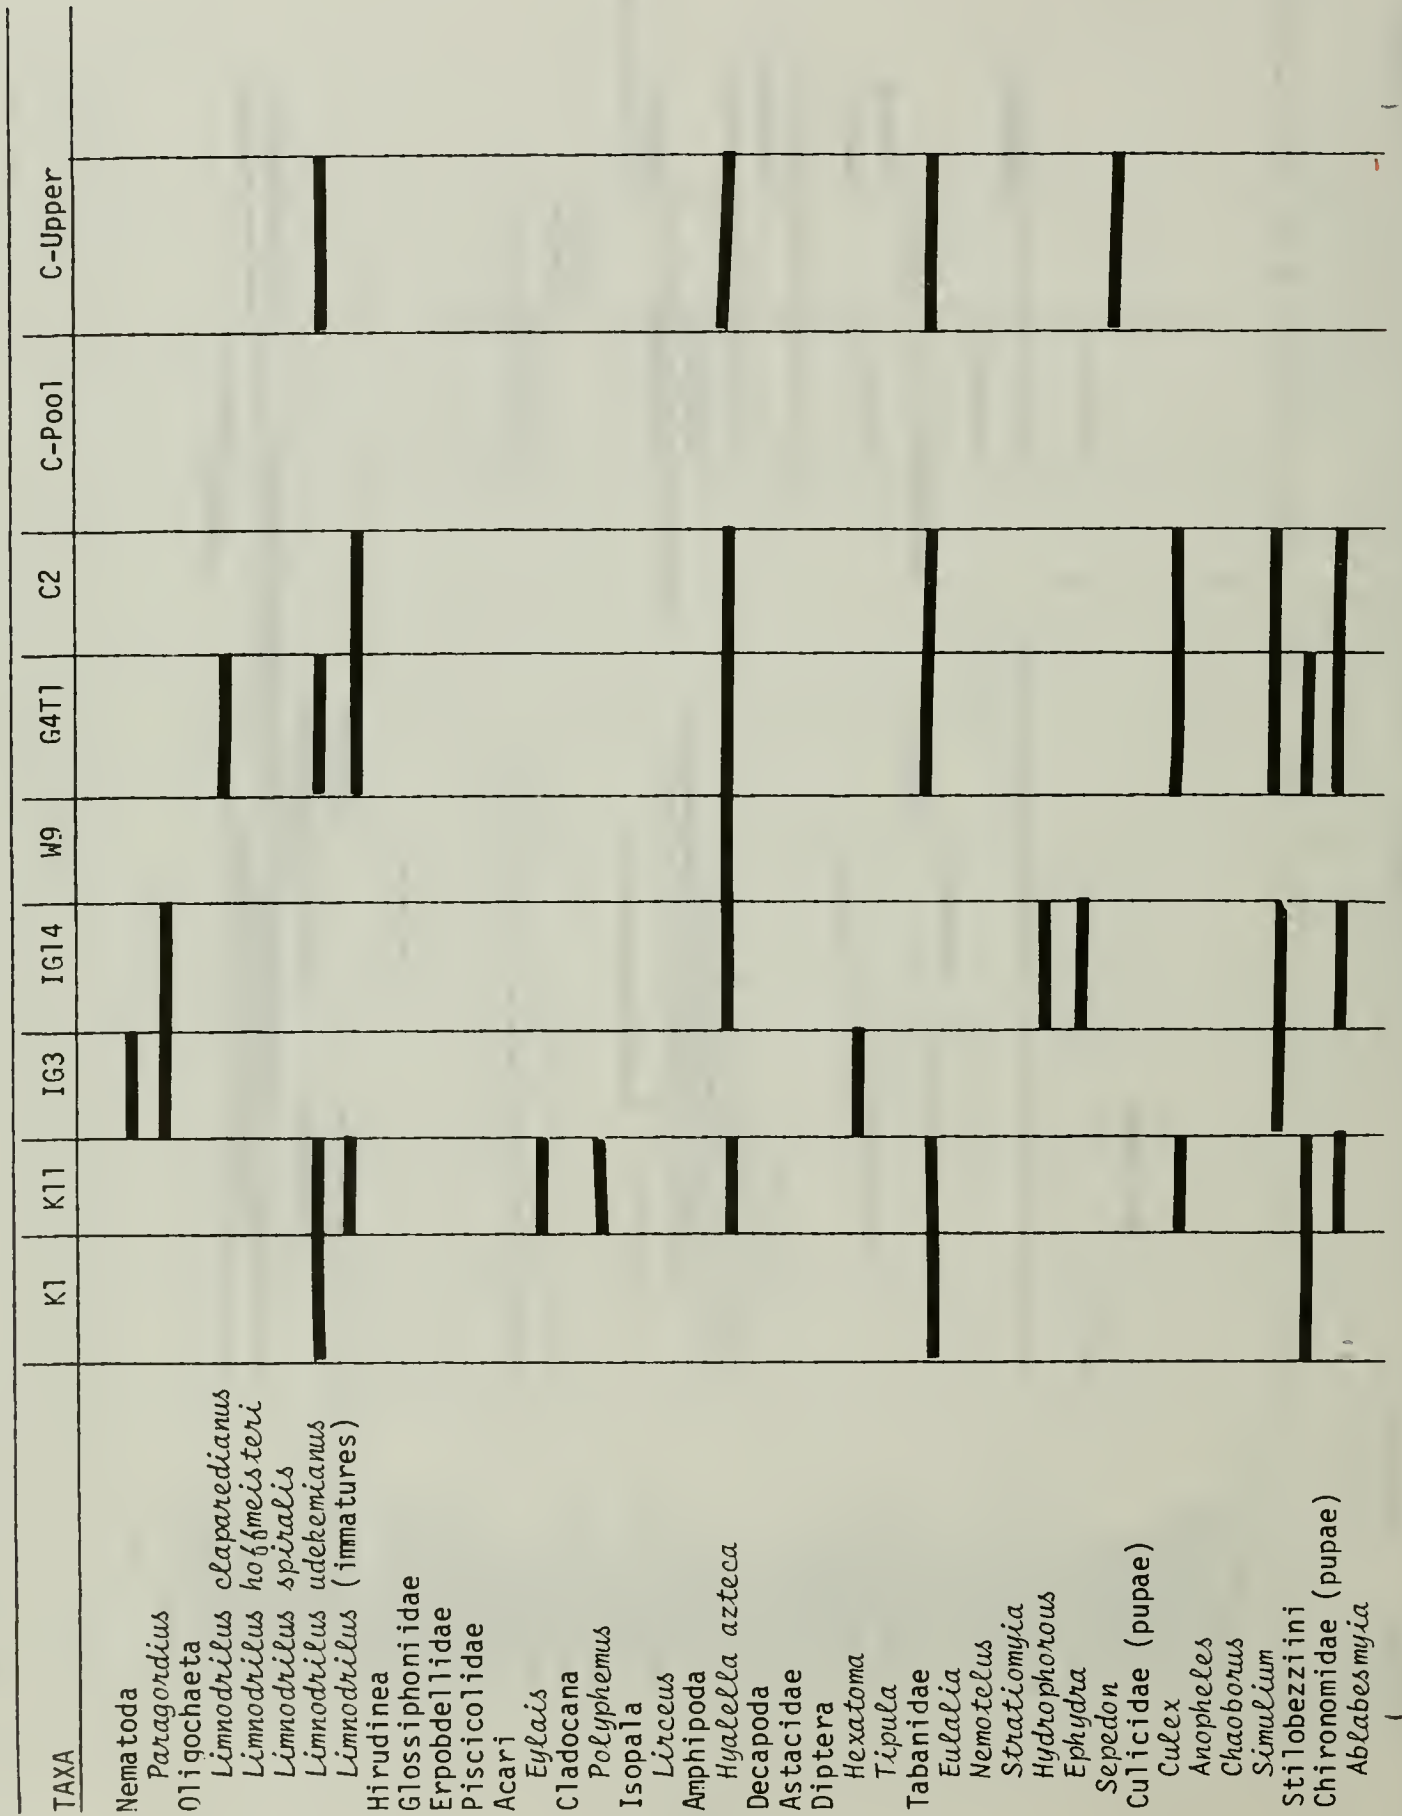 TAXA K1 K11 IG3 IG14 W9 G4T1 C2 C-Pool C-Upper
Nematoda
Paragordius
Oligochaeta
Limnodrilus claparedianus
Limnodrilus hoffmeisteri
Limnodrilus spiralis
Limnodrilus udekemianus
Limnodrilus (immatures)
Hirudinea
Glossiphoniidae
Erpobdellidae
Piscicolidae
Acari
Eylais
Cladocana
Polyphemus
Isopala
Lirceus
Amphipoda
Hyalella azteca
Decapoda
Astacidae
Diptera
Hexatoma
Tipula
Tabanidae
Eulalia
Nemotelus
Stratiomyia
Hydrophorous
Ephydra
Sepedon
Culicidae (pupae)
Culex
Anopheles
Chaoborus
Simulium
Stilobezzini
Chironomidae (pupae)
Ablabesmyia